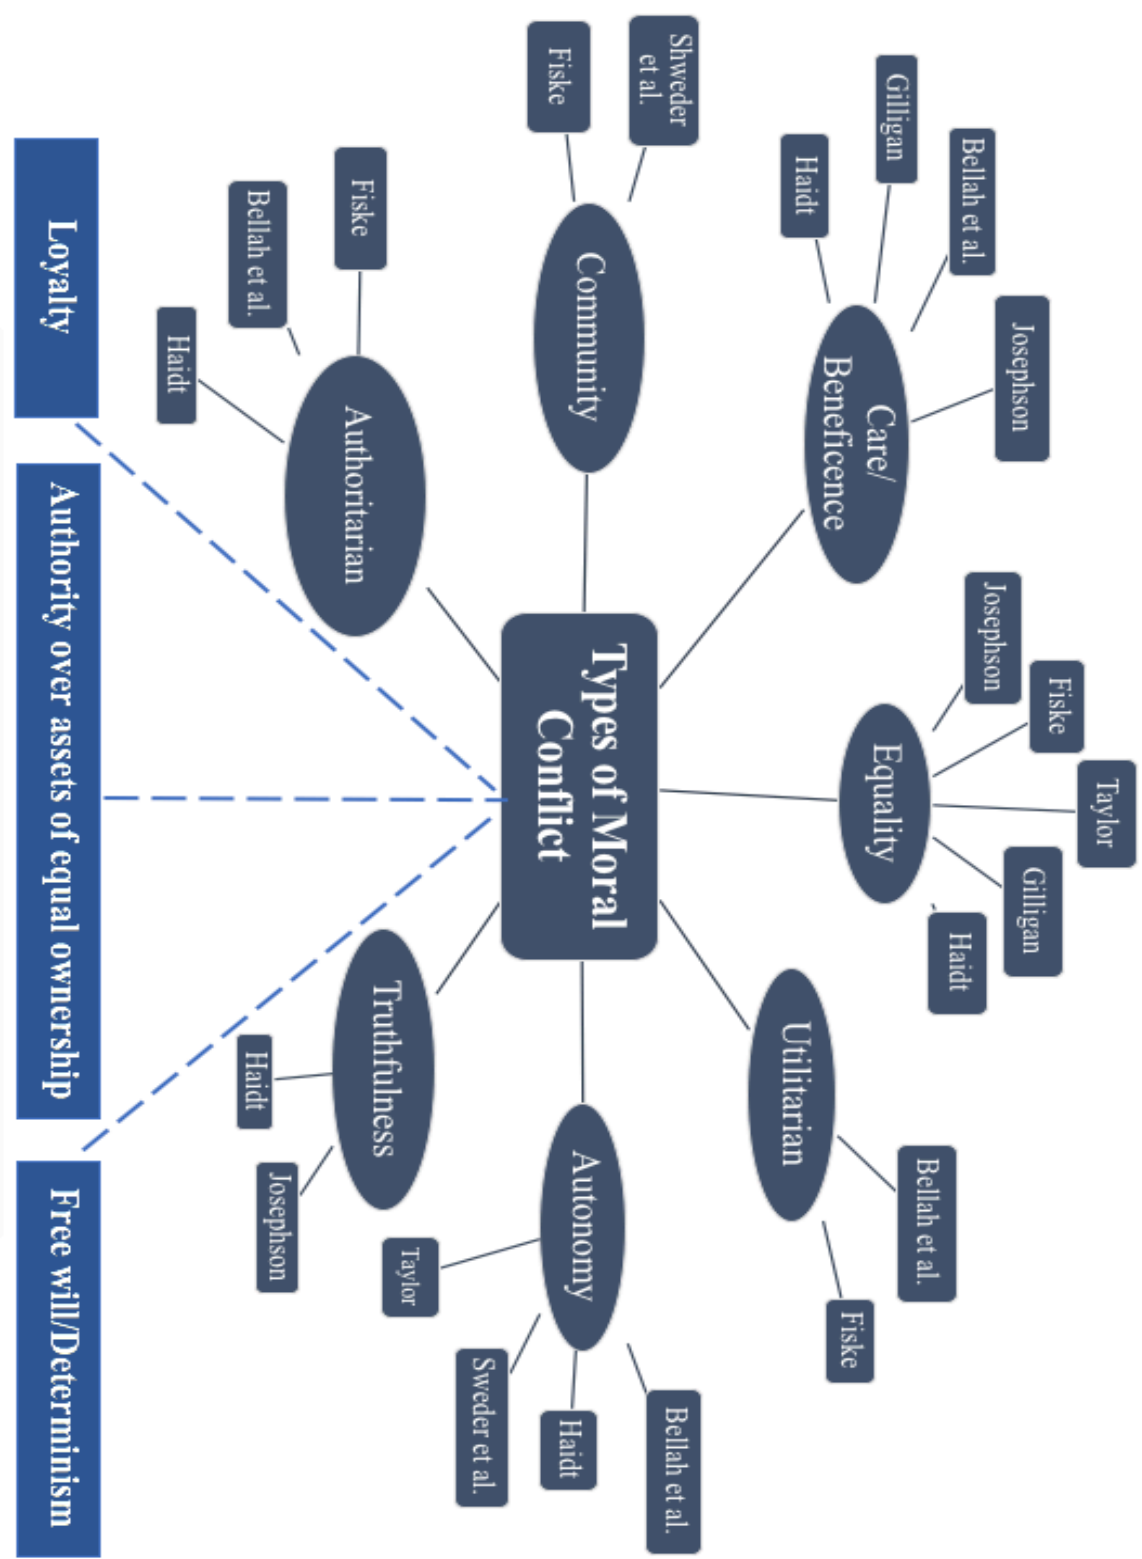 Types of Moral
Conflict
Community
Fiske
Shweder
et al.
Care/
Beneficence
Haidt
Gilligan
Bellah et al.
Josephson
Equality
Josephson
Fiske
Taylor
Gilligan
Haidt
Utilitarian
Bellah et al.
Fiske
Autonomy
Bellah et al.
Haidt
Sweder et al.
Taylor
Truthfulness
Haidt
Josephson
Authoritarian
Fiske
Bellah et al.
Haidt
Loyalty
Authority over assets of equal ownership
Free will/Determinism